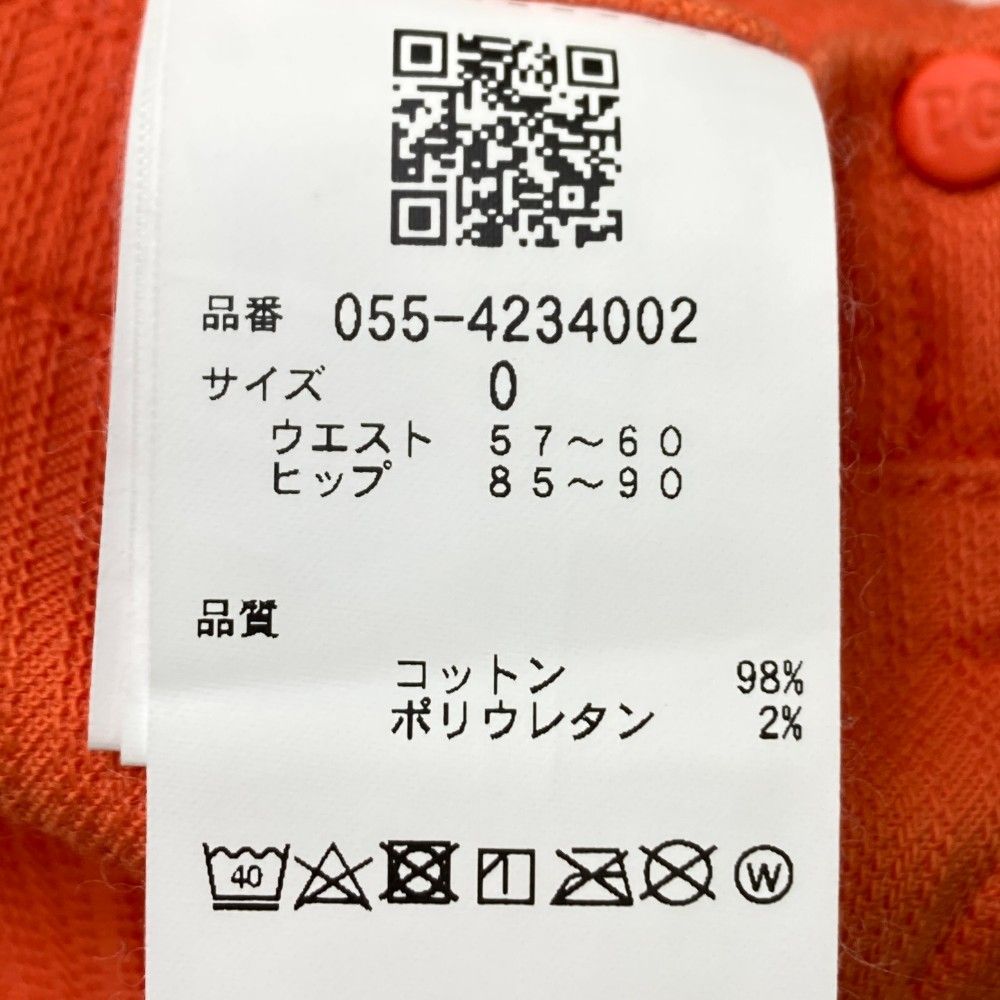 品番 055-4234002
サイズ 0
ウエスト 57～60
ヒップ 85～90
品質
コットン 98%
ポリウレタン 2%
40 W